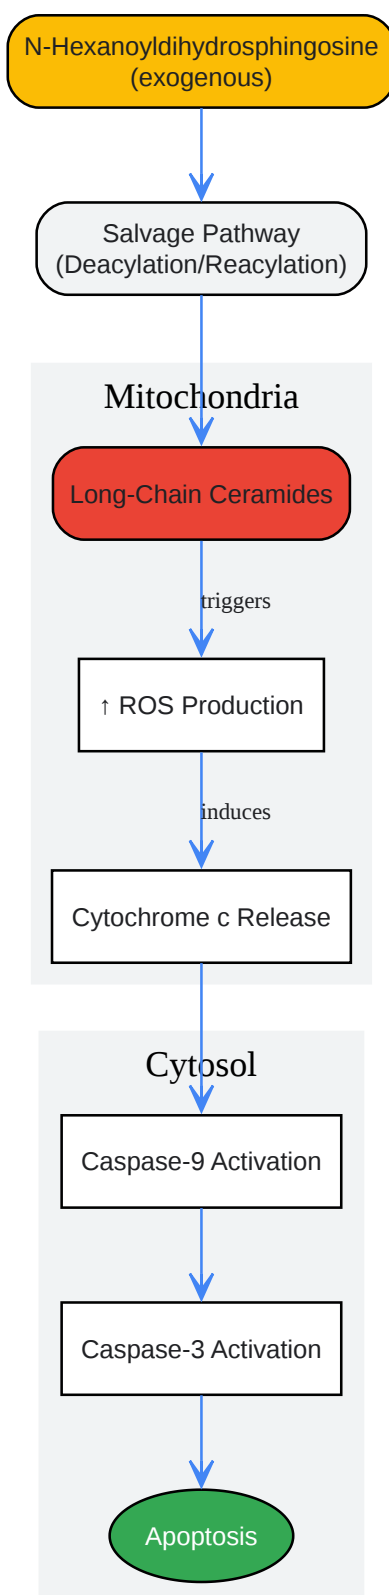 N-Hexanoyldihydrosphingosine
(exogenous)
Salvage Pathway
(Deacylation/Reacylation)
Mitochondria
Long-Chain Ceramides
triggers
↑ ROS Production
induces
Cytochrome c Release
Cytosol
Caspase-9 Activation
Caspase-3 Activation
Apoptosis